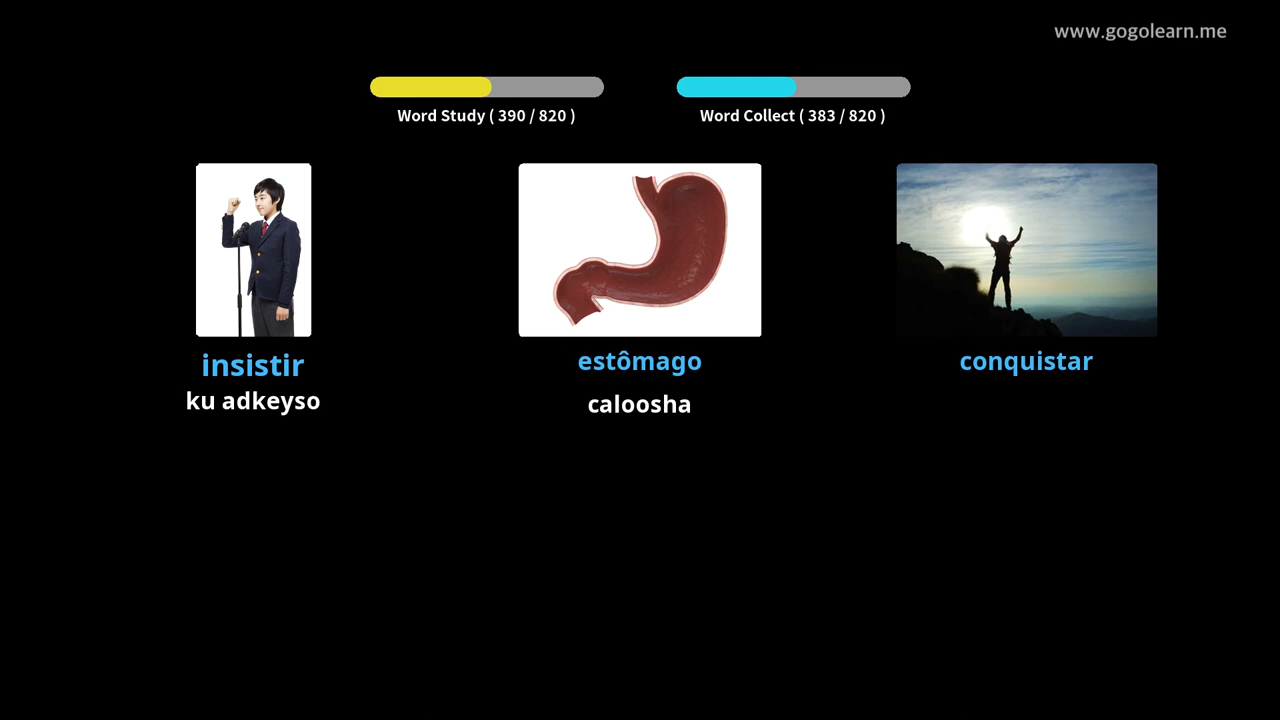 www.gogolearn.me
Word Study ( 390 / 820 )
Word Collect ( 383 / 820 )
insistir
ku adkeyso
estômago
caloosha
conquistar